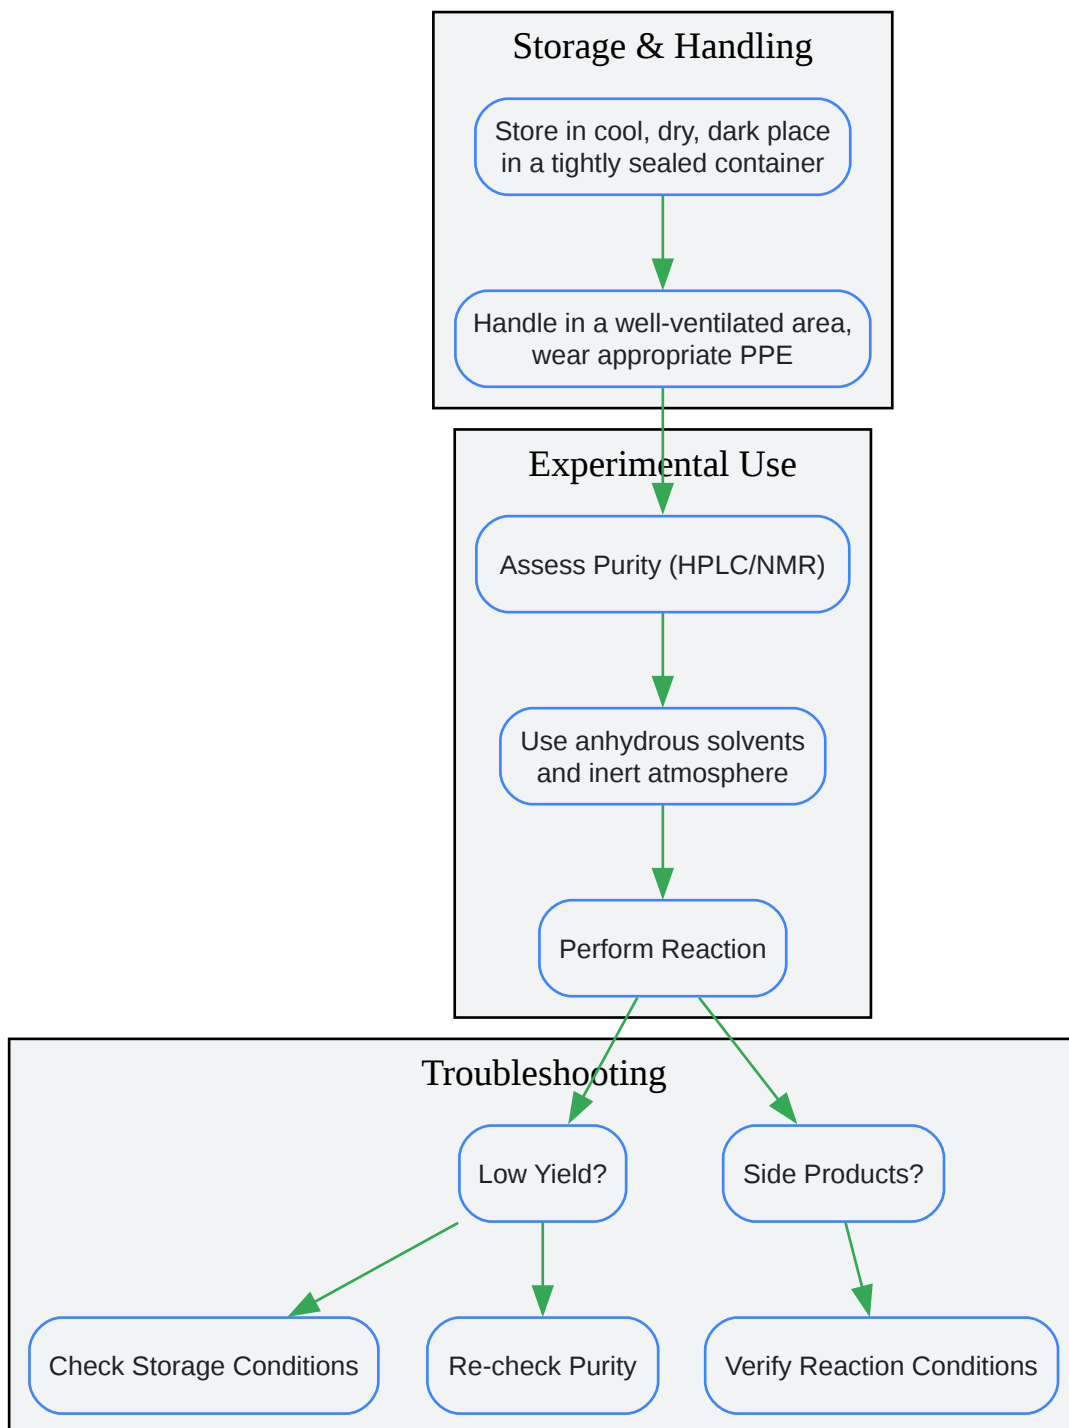 Storage & Handling
Store in cool, dry, dark place
in a tightly sealed container
Handle in a well-ventilated area,
wear appropriate PPE
Experimental Use
Assess Purity (HPLC/NMR)
Use anhydrous solvents
and inert atmosphere
Perform Reaction
Troubleshooting
Low Yield?
Side Products?
Check Storage Conditions
Re-check Purity
Verify Reaction Conditions